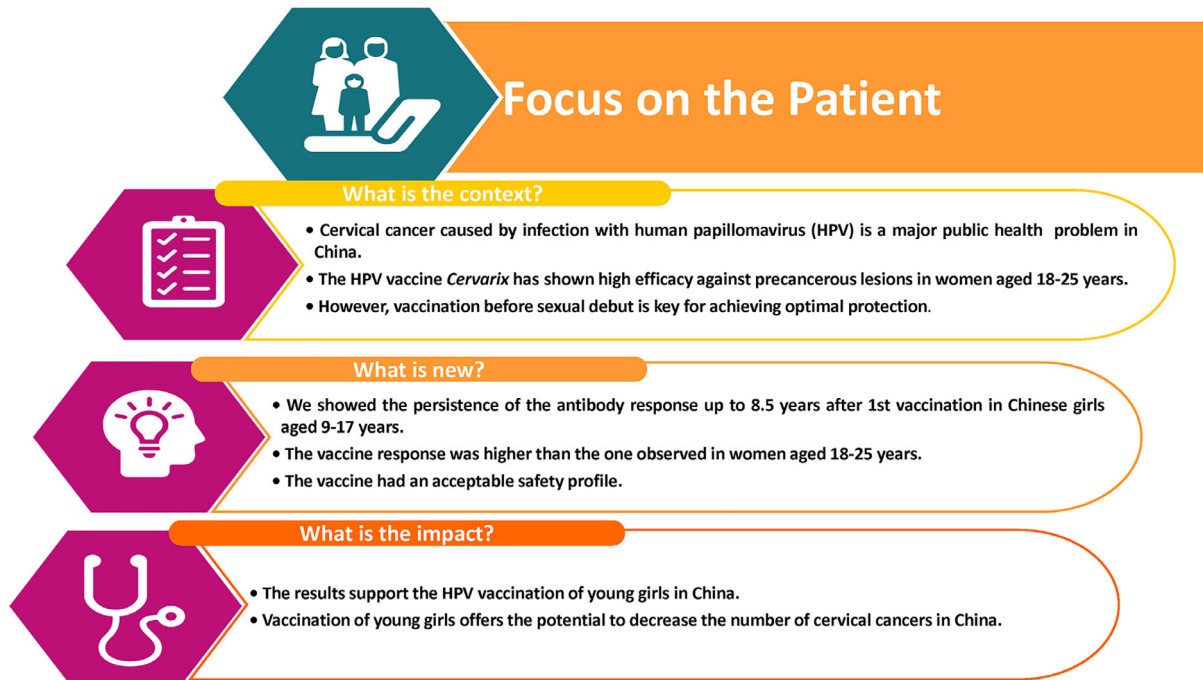 Focus on the Patient
What is the context?
• Cervical cancer caused by infection with human papillomavirus (HPV) is a major public health problem in
China.
• The HPV vaccine Cervarix has shown high efficacy against precancerous lesions in women aged 18-25 years.
• However, vaccination before sexual debut is key for achieving optimal protection.
What is new?
• We showed the persistence of the antibody response up to 8.5 years after 1st vaccination in Chinese girls
aged 9-17 years.
• The vaccine response was higher than the one observed in women aged 18-25 years.
• The vaccine had an acceptable safety profile.
What is the impact?
• The results support the HPV vaccination of young girls in China.
• Vaccination of young girls offers the potential to decrease the number of cervical cancers in China.